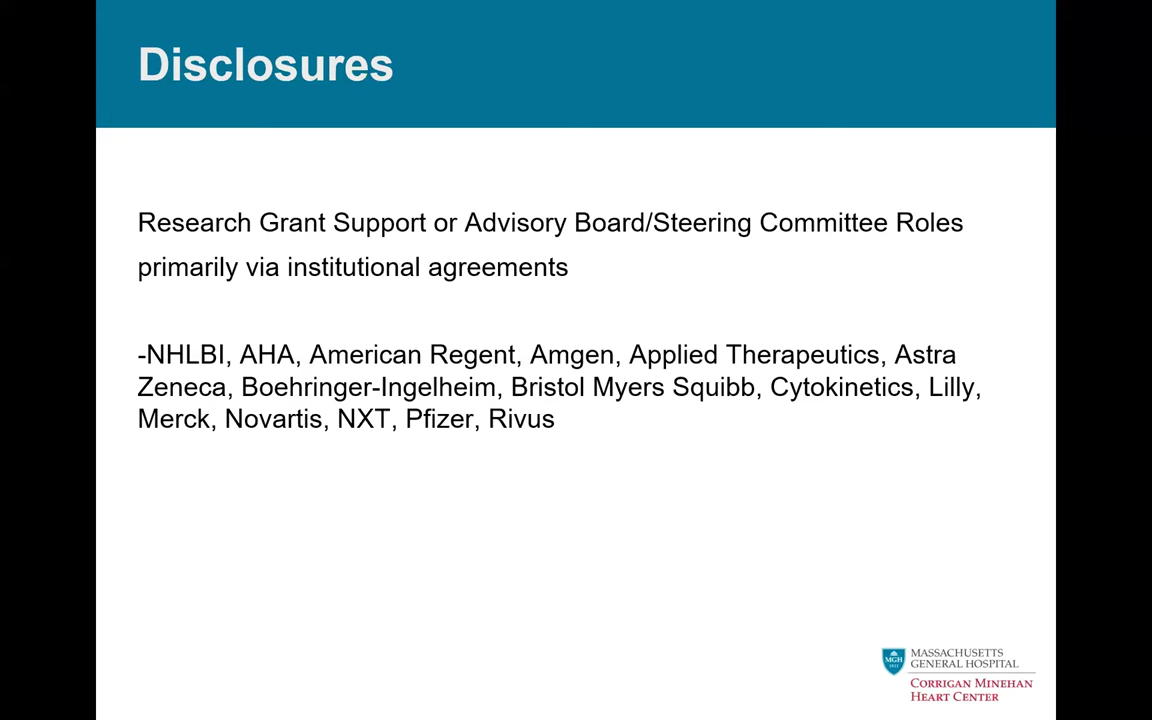 Disclosures
Research Grant Support or Advisory Board/Steering Committee Roles
primarily via institutional agreements
-NHLBI, AHA, American Regent, Amgen, Applied Therapeutics, Astra
Zeneca, Boehringer-Ingelheim, Bristol Myers Squibb, Cytokinetics, Lilly,
Merck, Novartis, NXT, Pfizer, Rivus
MGH
1811
MASSACHUSETTS
GENERAL HOSPITAL
CORRIGAN MINEHAN
HEART CENTER